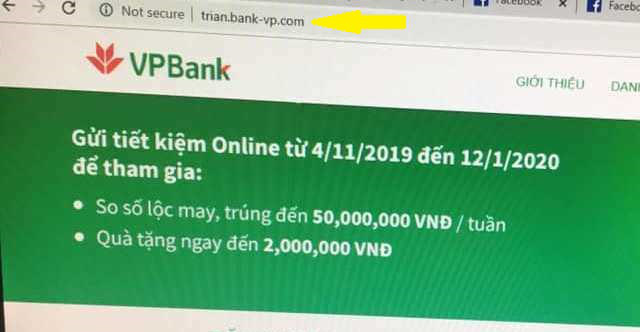 Facebook
Facebo
Not secure | trian.bank-vp.com
VPBank
GIỚI THIỆU DANH
Gửi tiết kiệm Online từ 4/11/2019 đến 12/1/2020
để tham gia:
• So số lộc may, trúng đến 50,000,000 VNĐ / tuần
• Quà tặng ngay đến 2,000,000 VNĐ